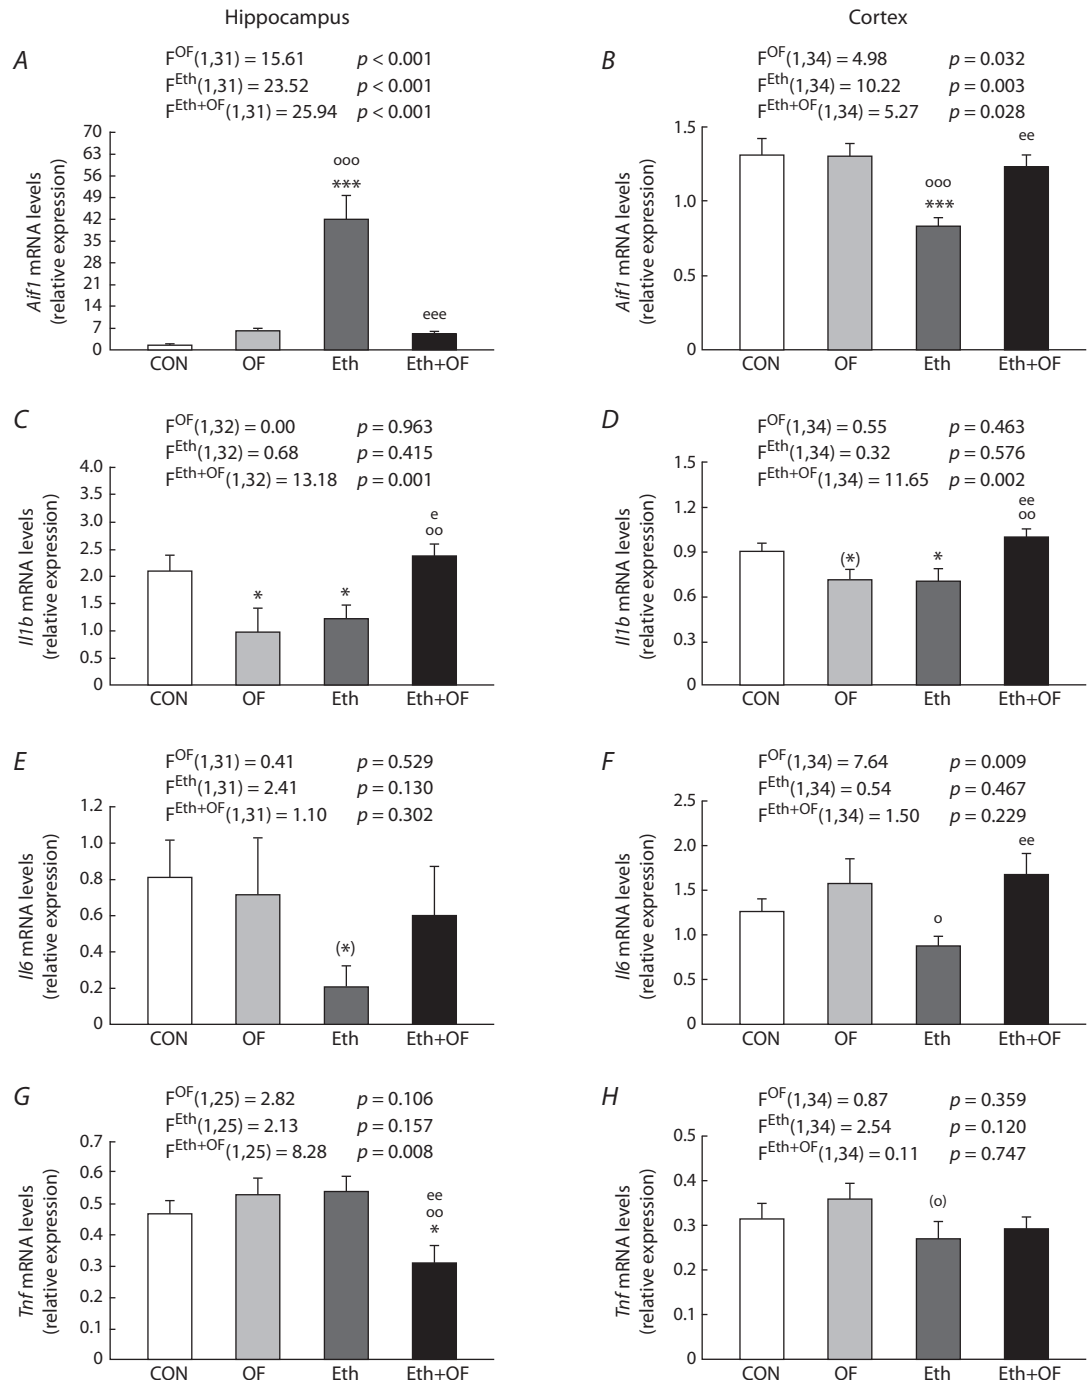 Hippocampus
Cortex
A
F^OF(1,31) = 15.61 p < 0.001
F^Eth(1,31) = 23.52 p < 0.001
F^Eth+OF(1,31) = 25.94 p < 0.001
Aif1 mRNA levels
(relative expression)
70
63
56
49
42
35
28
21
14
7
0
ooo
***
eee
CON OF Eth Eth+OF
B
F^OF(1,34) = 4.98 p = 0.032
F^Eth(1,34) = 10.22 p = 0.003
F^Eth+OF(1,34) = 5.27 p = 0.028
Aif1 mRNA levels
(relative expression)
1.5
1.0
0.5
0
ooo
***
ee
CON OF Eth Eth+OF
C
F^OF(1,32) = 0.00 p = 0.963
F^Eth(1,32) = 0.68 p = 0.415
F^Eth+OF(1,32) = 13.18 p = 0.001
Il1b mRNA levels
(relative expression)
4.0
3.5
3.0
2.5
2.0
1.5
1.0
0.5
0
*
*
e
oo
CON OF Eth Eth+OF
D
F^OF(1,34) = 0.55 p = 0.463
F^Eth(1,34) = 0.32 p = 0.576
F^Eth+OF(1,34) = 11.65 p = 0.002
Il1b mRNA levels
(relative expression)
1.5
1.2
0.9
0.6
0.3
0
(*)
*
ee
oo
CON OF Eth Eth+OF
E
F^OF(1,31) = 0.41 p = 0.529
F^Eth(1,31) = 2.41 p = 0.130
F^Eth+OF(1,31) = 1.10 p = 0.302
Il6 mRNA levels
(relative expression)
1.2
1.0
0.8
0.6
0.4
0.2
0
(*)
CON OF Eth Eth+OF
F
F^OF(1,34) = 7.64 p = 0.009
F^Eth(1,34) = 0.54 p = 0.467
F^Eth+OF(1,34) = 1.50 p = 0.229
Il6 mRNA levels
(relative expression)
2.5
2.0
1.5
1.0
0.5
0
o
ee
CON OF Eth Eth+OF
G
F^OF(1,25) = 2.82 p = 0.106
F^Eth(1,25) = 2.13 p = 0.157
F^Eth+OF(1,25) = 8.28 p = 0.008
Tnf mRNA levels
(relative expression)
0.7
0.6
0.5
0.4
0.3
0.2
0.1
0
ee
oo
*
CON OF Eth Eth+OF
H
F^OF(1,34) = 0.87 p = 0.359
F^Eth(1,34) = 2.54 p = 0.120
F^Eth+OF(1,34) = 0.11 p = 0.747
Tnf mRNA levels
(relative expression)
0.5
0.4
0.3
0.2
0.1
0
(o)
CON OF Eth Eth+OF